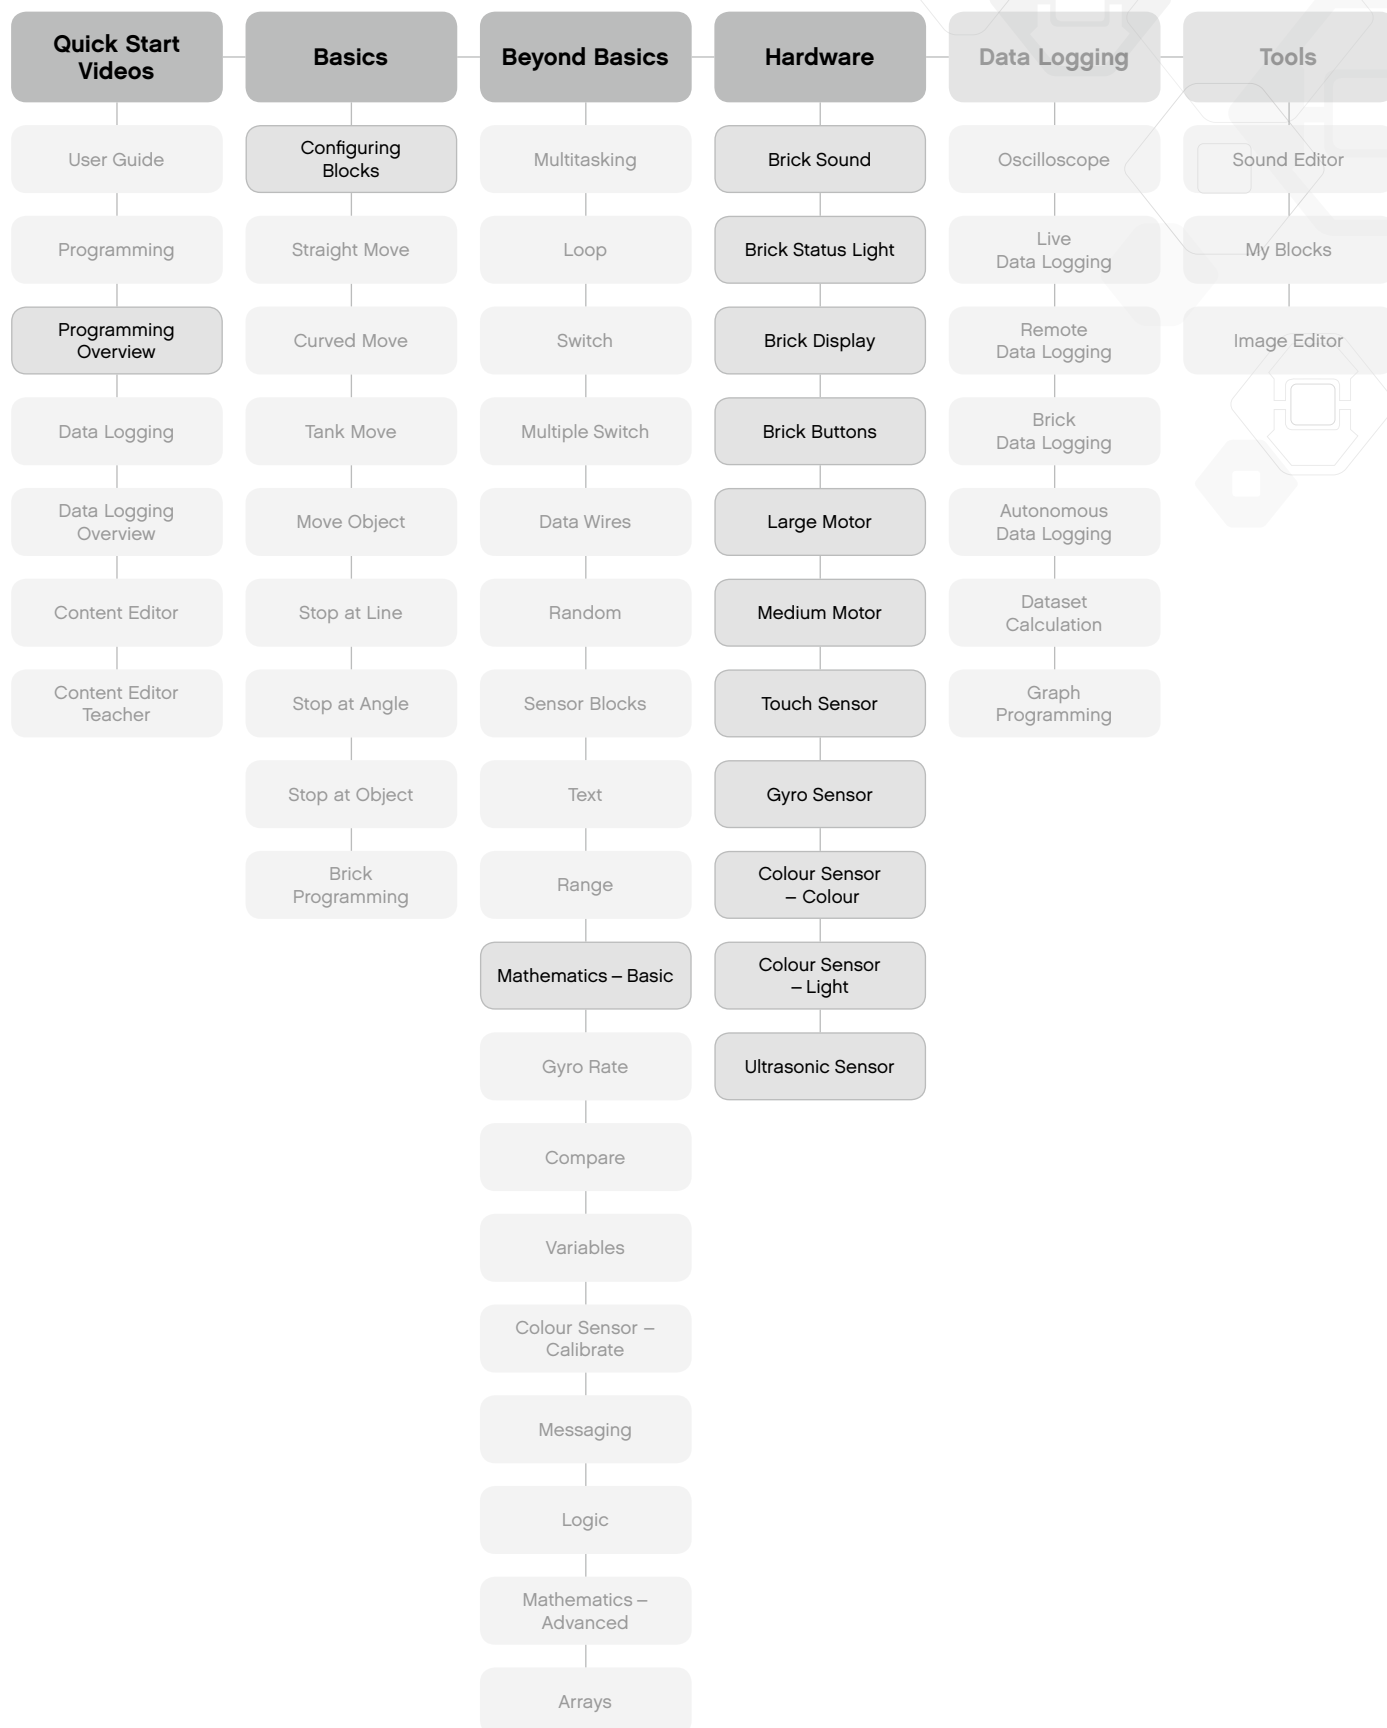 Quick Start
Videos
Basics
Beyond Basics
Hardware
Data Logging
Tools
User Guide
Programming
Programming
Overview
Data Logging
Data Logging
Overview
Content Editor
Content Editor
Teacher
Configuring
Blocks
Straight Move
Curved Move
Tank Move
Move Object
Stop at Line
Stop at Angle
Stop at Object
Brick
Programming
Multitasking
Loop
Switch
Multiple Switch
Data Wires
Random
Sensor Blocks
Text
Range
Mathematics – Basic
Gyro Rate
Compare
Variables
Colour Sensor –
Calibrate
Messaging
Logic
Mathematics –
Advanced
Arrays
Brick Sound
Brick Status Light
Brick Display
Brick Buttons
Large Motor
Medium Motor
Touch Sensor
Gyro Sensor
Colour Sensor
– Colour
Colour Sensor
– Light
Ultrasonic Sensor
Oscilloscope
Live
Data Logging
Remote
Data Logging
Brick
Data Logging
Autonomous
Data Logging
Dataset
Calculation
Graph
Programming
Sound Editor
My Blocks
Image Editor